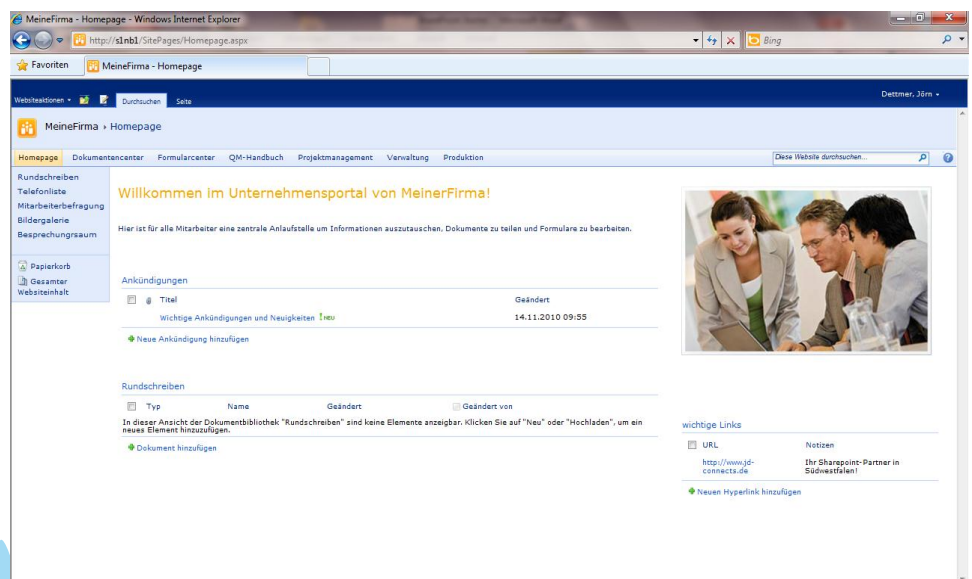 MeineFirma - Homepage - Windows Internet Explorer
http://s1nb1/SitePages/Homepage.aspx
Bing
Favoriten
MeineFirma - Homepage
Websiteaktionen
Durchsuchen
Seite
Dettmer, Jörn
MeineFirma › Homepage
Homepage Dokumentencenter Formularcenter QM-Handbuch Projektmanagement Verwaltung Produktion
Diese Website durchsuchen...
Rundschreiben
Telefonliste
Mitarbeiterbefragung
Bildergalerie
Besprechungsraum
Papierkorb
Gesamter
Websiteinhalt
Willkommen im Unternehmensportal von MeinerFirma!
Hier ist für alle Mitarbeiter eine zentrale Anlaufstelle um Informationen auszutauschen, Dokumente zu teilen und Formulare zu bearbeiten.
Ankündigungen
Titel Geändert
Wichtige Ankündigungen und Neuigkeiten NEU 14.11.2010 09:55
Neue Ankündigung hinzufügen
Rundschreiben
Typ Name Geändert Geändert von
In dieser Ansicht der Dokumentbibliothek "Rundschreiben" sind keine Elemente anzeigbar. Klicken Sie auf "Neu" oder "Hochladen", um ein
neues Element hinzuzufügen.
Dokument hinzufügen
wichtige Links
URL Notizen
http://www.jd- Ihr Sharepoint-Partner in
connects.de Südwestfalen!
Neuen Hyperlink hinzufügen